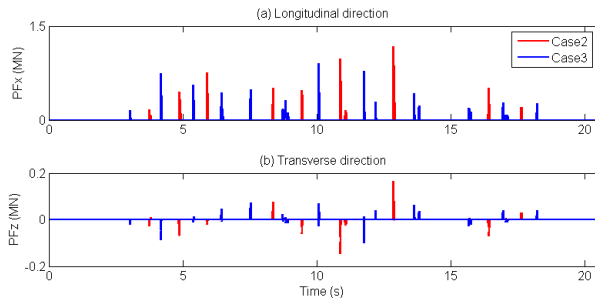 (a) Longitudinal direction
1.5
PFx (MN)
0
Case2
Case3
0 5 10 15 20
(b) Transverse direction
0.2
PFz (MN)
0
-0.2
0 5 10 15 20
Time (s)